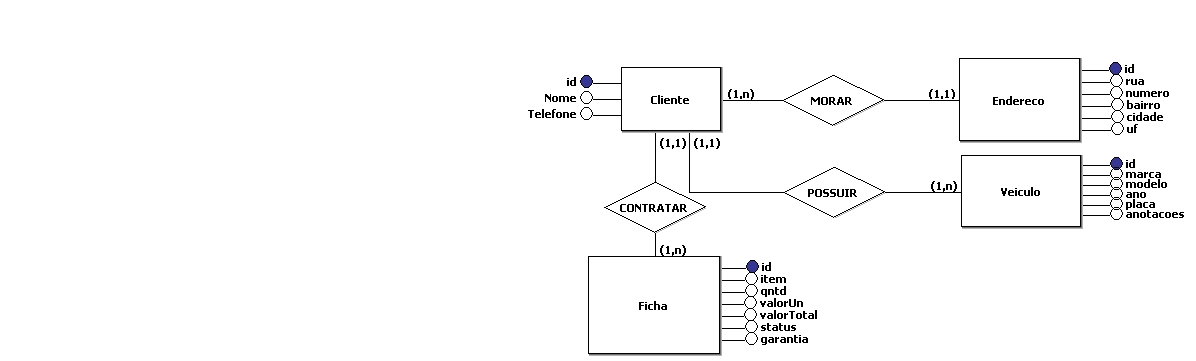 id
Nome
Telefone
Cliente
(1,n)
MORAR
(1,1)
Endereco
id
rua
numero
bairro
cidade
uf
(1,1)
(1,1)
POSSUIR
(1,n)
Veiculo
id
marca
modelo
ano
placa
anotacoes
CONTRATAR
(1,n)
Ficha
id
item
qntd
valorUn
valorTotal
status
garantia